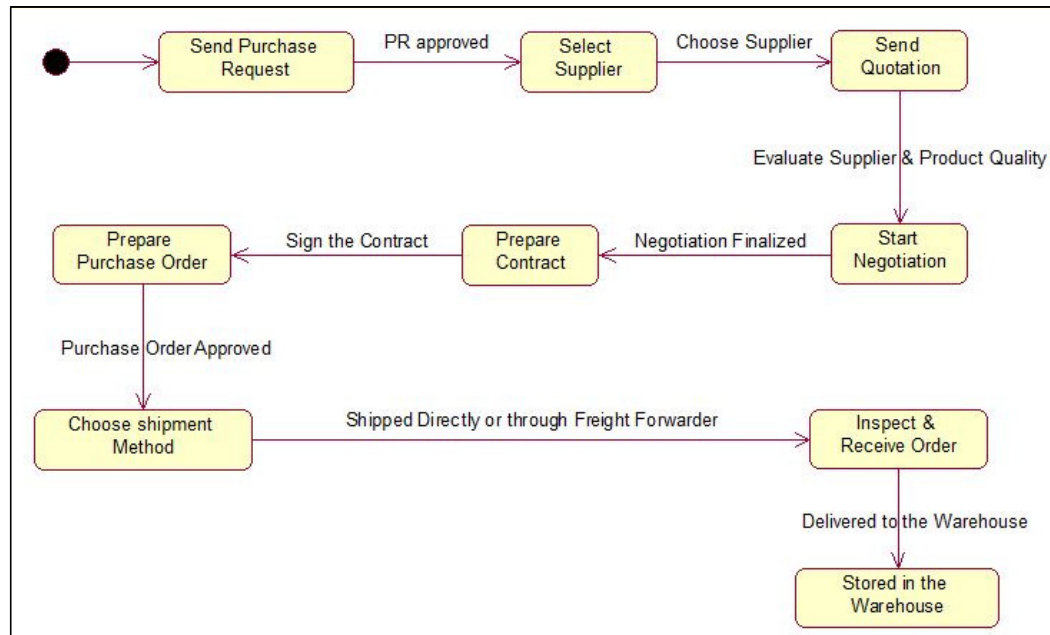 Send Purchase
Request
PR approved
Select
Supplier
Choose Supplier
Send
Quotation
Evaluate Supplier & Product Quality
Start
Negotiation
Negotiation Finalized
Prepare
Contract
Sign the Contract
Prepare
Purchase Order
Purchase Order Approved
Choose shipment
Method
Shipped Directly or through Freight Forwarder
Inspect &
Receive Order
Delivered to the Warehouse
Stored in the
Warehouse